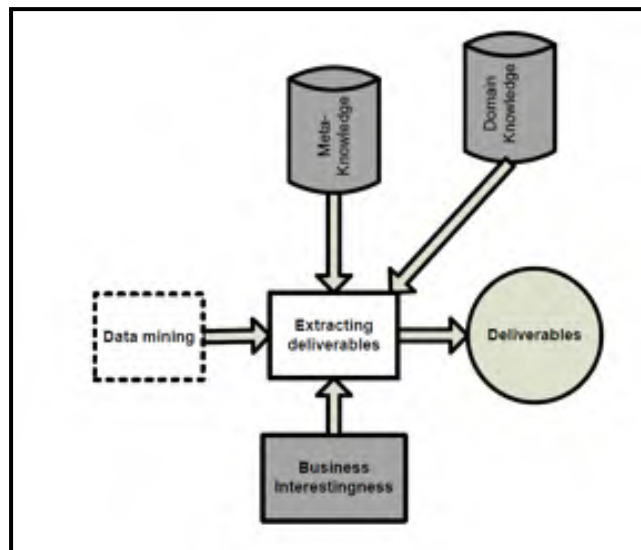 Meta-
Knowledge
Domain
Knowledge
Data mining
Extracting
deliverables
Deliverables
Business
Interestingness